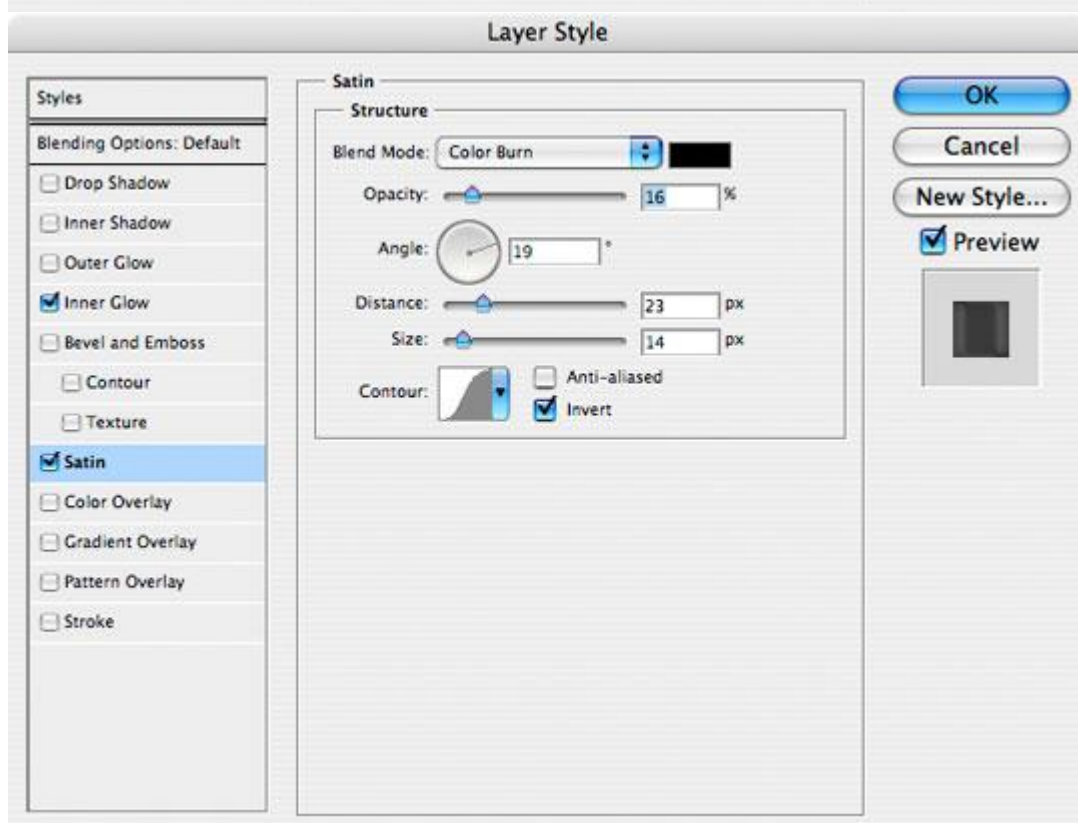 Layer Style
Styles
Blending Options: Default
Drop Shadow
Inner Shadow
Outer Glow
Inner Glow
Bevel and Emboss
Contour
Texture
Satin
Color Overlay
Gradient Overlay
Pattern Overlay
Stroke
Satin
Structure
Blend Mode: Color Burn
Opacity: 16 %
Angle: 19 °
Distance: 23 px
Size: 14 px
Contour: Anti-aliased
Invert
OK
Cancel
New Style...
Preview